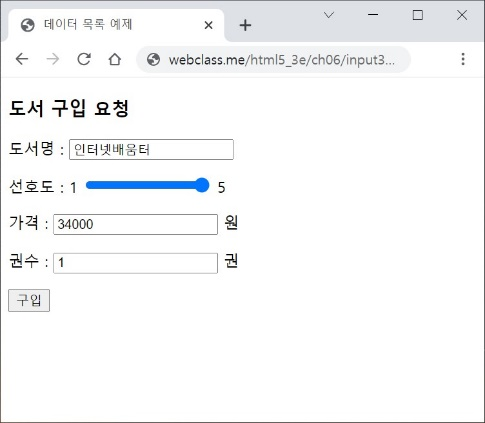 데이터 목록 예제
webclass.me/html5_3e/ch06/input3...
도서 구입 요청
도서명 : 인터넷배움터
선호도 : 1 5
가격 : 34000 원
권수 : 1 권
구입